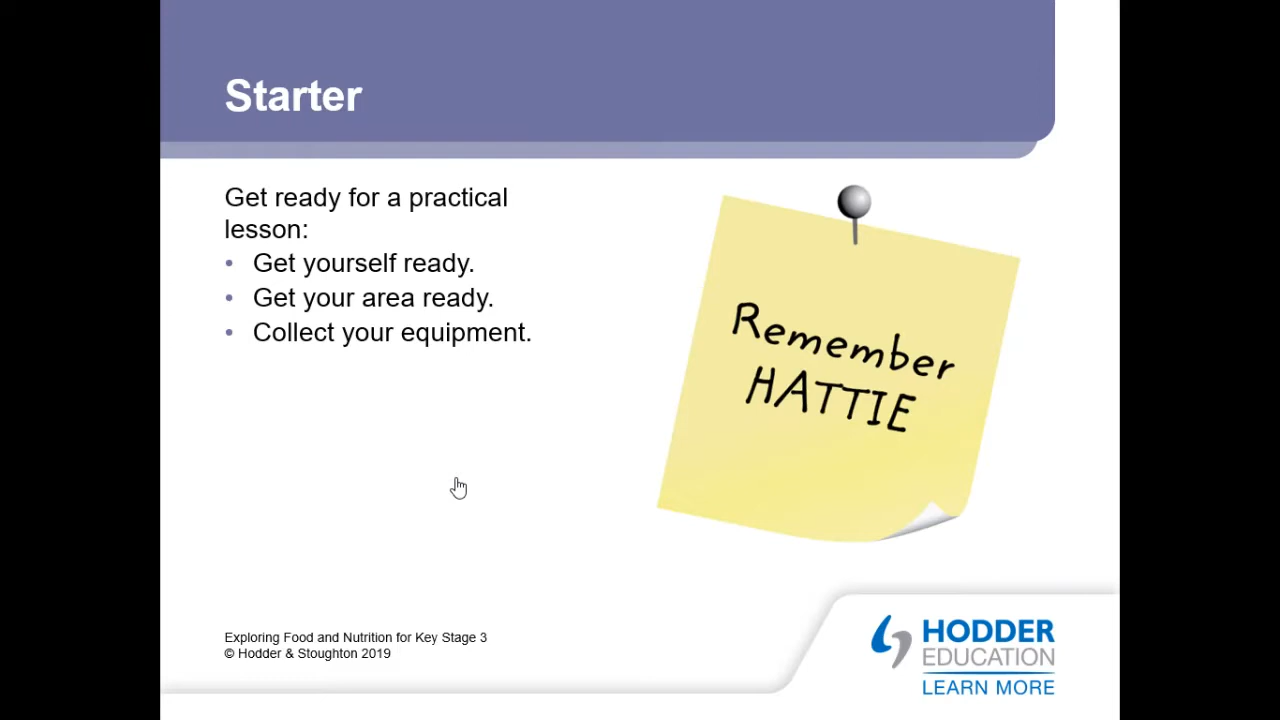 Starter
Get ready for a practical
lesson:
• Get yourself ready.
• Get your area ready.
• Collect your equipment.
Remember
HATTIE
Exploring Food and Nutrition for Key Stage 3
© Hodder & Stoughton 2019
HODDER
EDUCATION
LEARN MORE